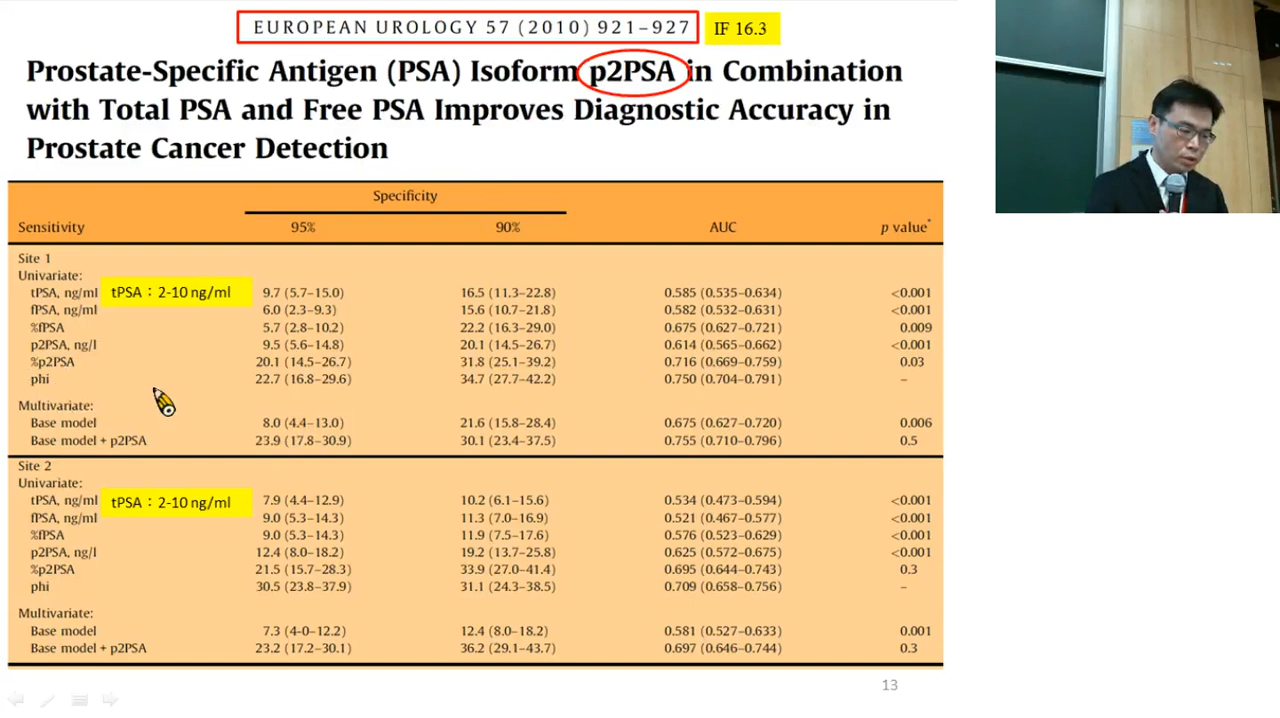 EUROPEAN UROLOGY 57 (2010) 921–927
IF 16.3
Prostate-Specific Antigen (PSA) Isoform p2PSA in Combination
with Total PSA and Free PSA Improves Diagnostic Accuracy in
Prostate Cancer Detection
Specificity
Sensitivity 95% 90% AUC p value*
Site 1
Univariate:
tPSA, ng/ml tPSA：2-10 ng/ml 9.7 (5.7–15.0) 16.5 (11.3–22.8) 0.585 (0.535–0.634) <0.001
fPSA, ng/ml 6.0 (2.3–9.3) 15.6 (10.7–21.8) 0.582 (0.532–0.631) <0.001
%fPSA 5.7 (2.8–10.2) 22.2 (16.3–29.0) 0.675 (0.627–0.721) 0.009
p2PSA, ng/l 9.5 (5.6–14.8) 20.1 (14.5–26.7) 0.614 (0.565–0.662) <0.001
%p2PSA 20.1 (14.5–26.7) 31.8 (25.1–39.2) 0.716 (0.669–0.759) 0.03
phi 22.7 (16.8–29.6) 34.7 (27.7–42.2) 0.750 (0.704–0.791) –
Multivariate:
Base model 8.0 (4.4–13.0) 21.6 (15.8–28.4) 0.675 (0.627–0.720) 0.006
Base model + p2PSA 23.9 (17.8–30.9) 30.1 (23.4–37.5) 0.755 (0.710–0.796) 0.5
Site 2
Univariate:
tPSA, ng/ml tPSA：2-10 ng/ml 7.9 (4.4–12.9) 10.2 (6.1–15.6) 0.534 (0.473–0.594) <0.001
fPSA, ng/ml 9.0 (5.3–14.3) 11.3 (7.0–16.9) 0.521 (0.467–0.577) <0.001
%fPSA 9.0 (5.3–14.3) 11.9 (7.5–17.6) 0.576 (0.523–0.629) <0.001
p2PSA, ng/l 12.4 (8.0–18.2) 19.2 (13.7–25.8) 0.625 (0.572–0.675) <0.001
%p2PSA 21.5 (15.7–28.3) 33.9 (27.0–41.4) 0.695 (0.644–0.743) 0.3
phi 30.5 (23.8–37.9) 31.1 (24.3–38.5) 0.709 (0.658–0.756) –
Multivariate:
Base model 7.3 (4-0–12.2) 12.4 (8.0–18.2) 0.581 (0.527–0.633) 0.001
Base model + p2PSA 23.2 (17.2–30.1) 36.2 (29.1–43.7) 0.697 (0.646–0.744) 0.3
13